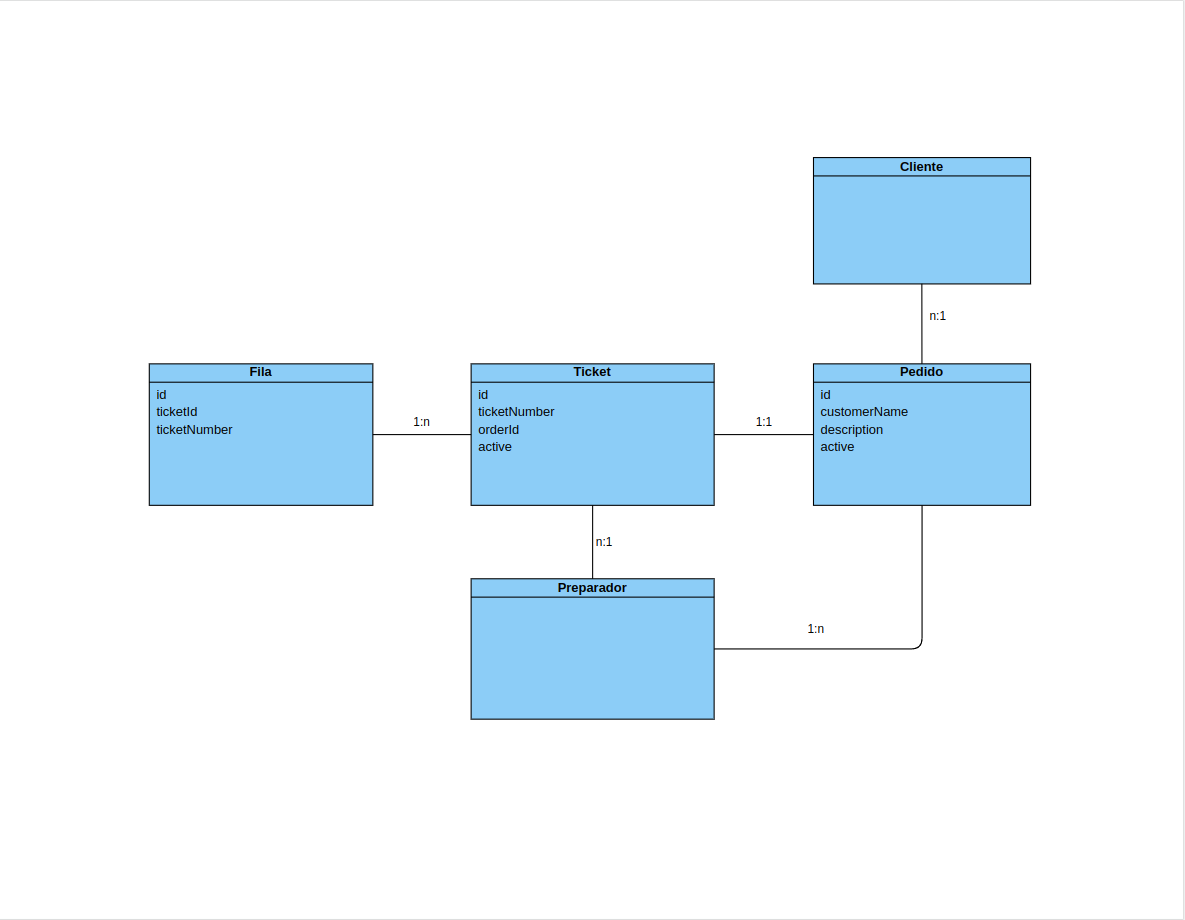 Cliente
n:1
Fila
id
ticketId
ticketNumber
1:n
Ticket
id
ticketNumber
orderId
active
1:1
Pedido
id
customerName
description
active
n:1
Preparador
1:n